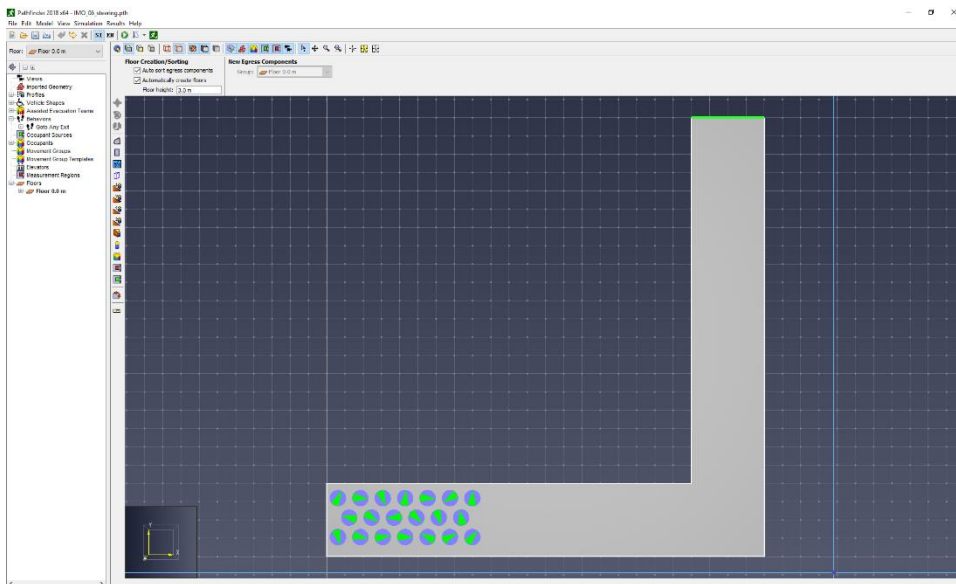 Pathfinder 2018 x64 - IMO_06_steering.pth
File Edit Model View Simulation Results Help
Floor: Floor 0.0 m
Floor Creation/Sorting
Auto sort egress components
Automatically create floors
Floor height: 3.0 m
New Egress Components
Group: Floor 0.0 m
Views
Imported Geometry
Profiles
Vehicle Shapes
Assisted Evacuation Teams
Behaviors
Goto Any Exit
Occupant Sources
Occupants
Movement Groups
Movement Group Templates
Elevators
Measurement Regions
Floors
Floor 0.0 m
Y
X